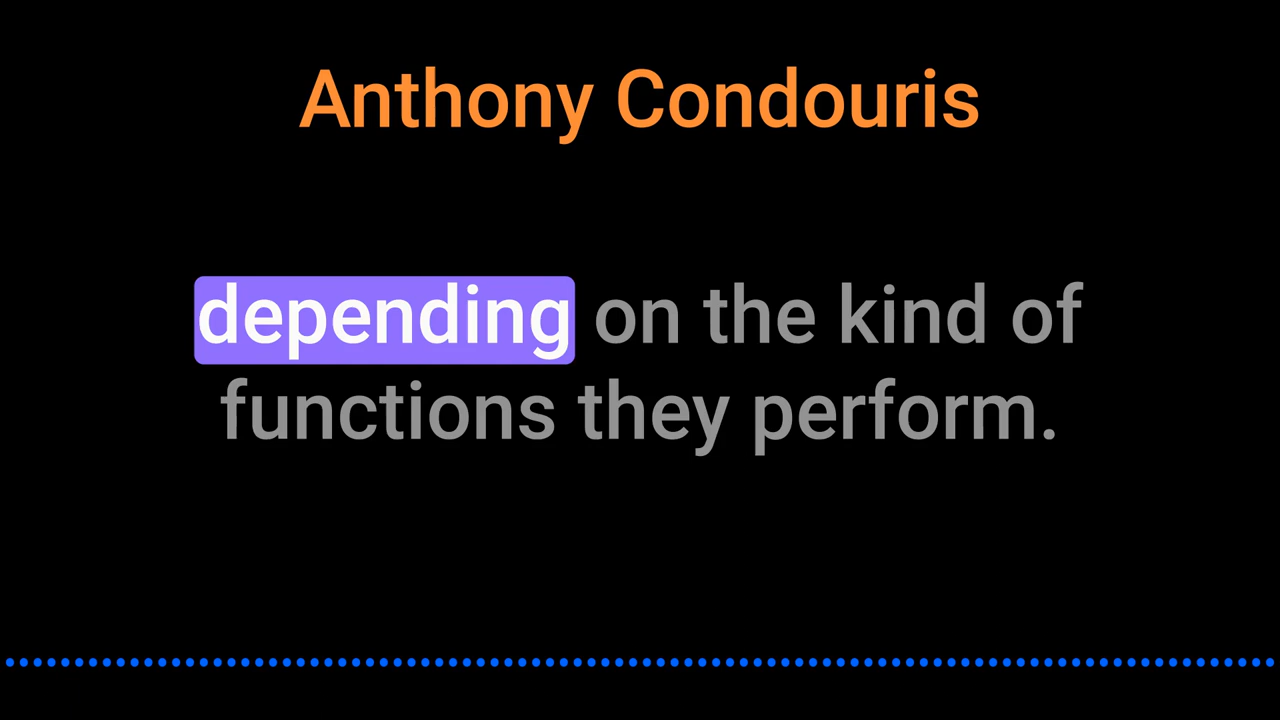 Anthony Condouris
depending on the kind of
functions they perform.